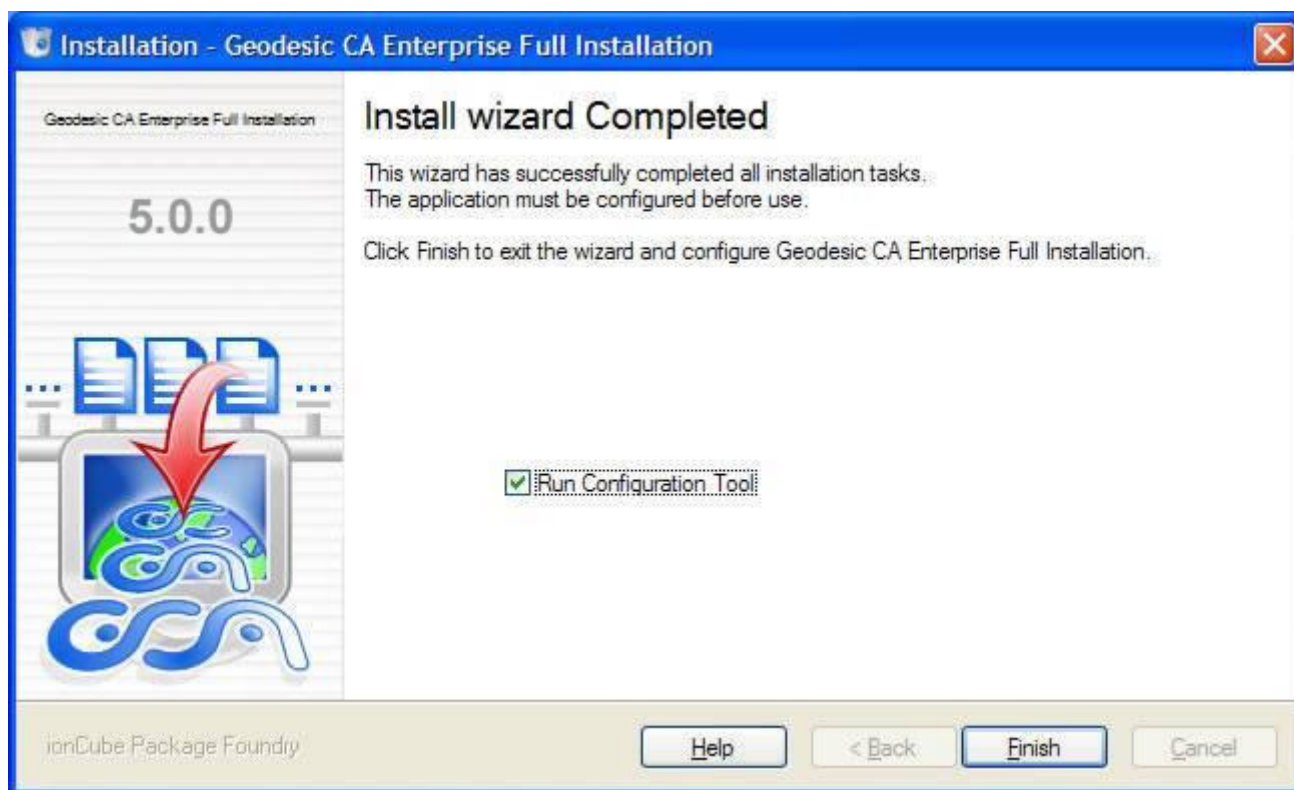 Installation - Geodesic CA Enterprise Full Installation
Geodesic CA Enterprise Full Installation
5.0.0
Install wizard Completed
This wizard has successfully completed all installation tasks.
The application must be configured before use.
Click Finish to exit the wizard and configure Geodesic CA Enterprise Full Installation.
Run Configuration Tool
ionCube Package Foundry
Help
< Back
Finish
Cancel